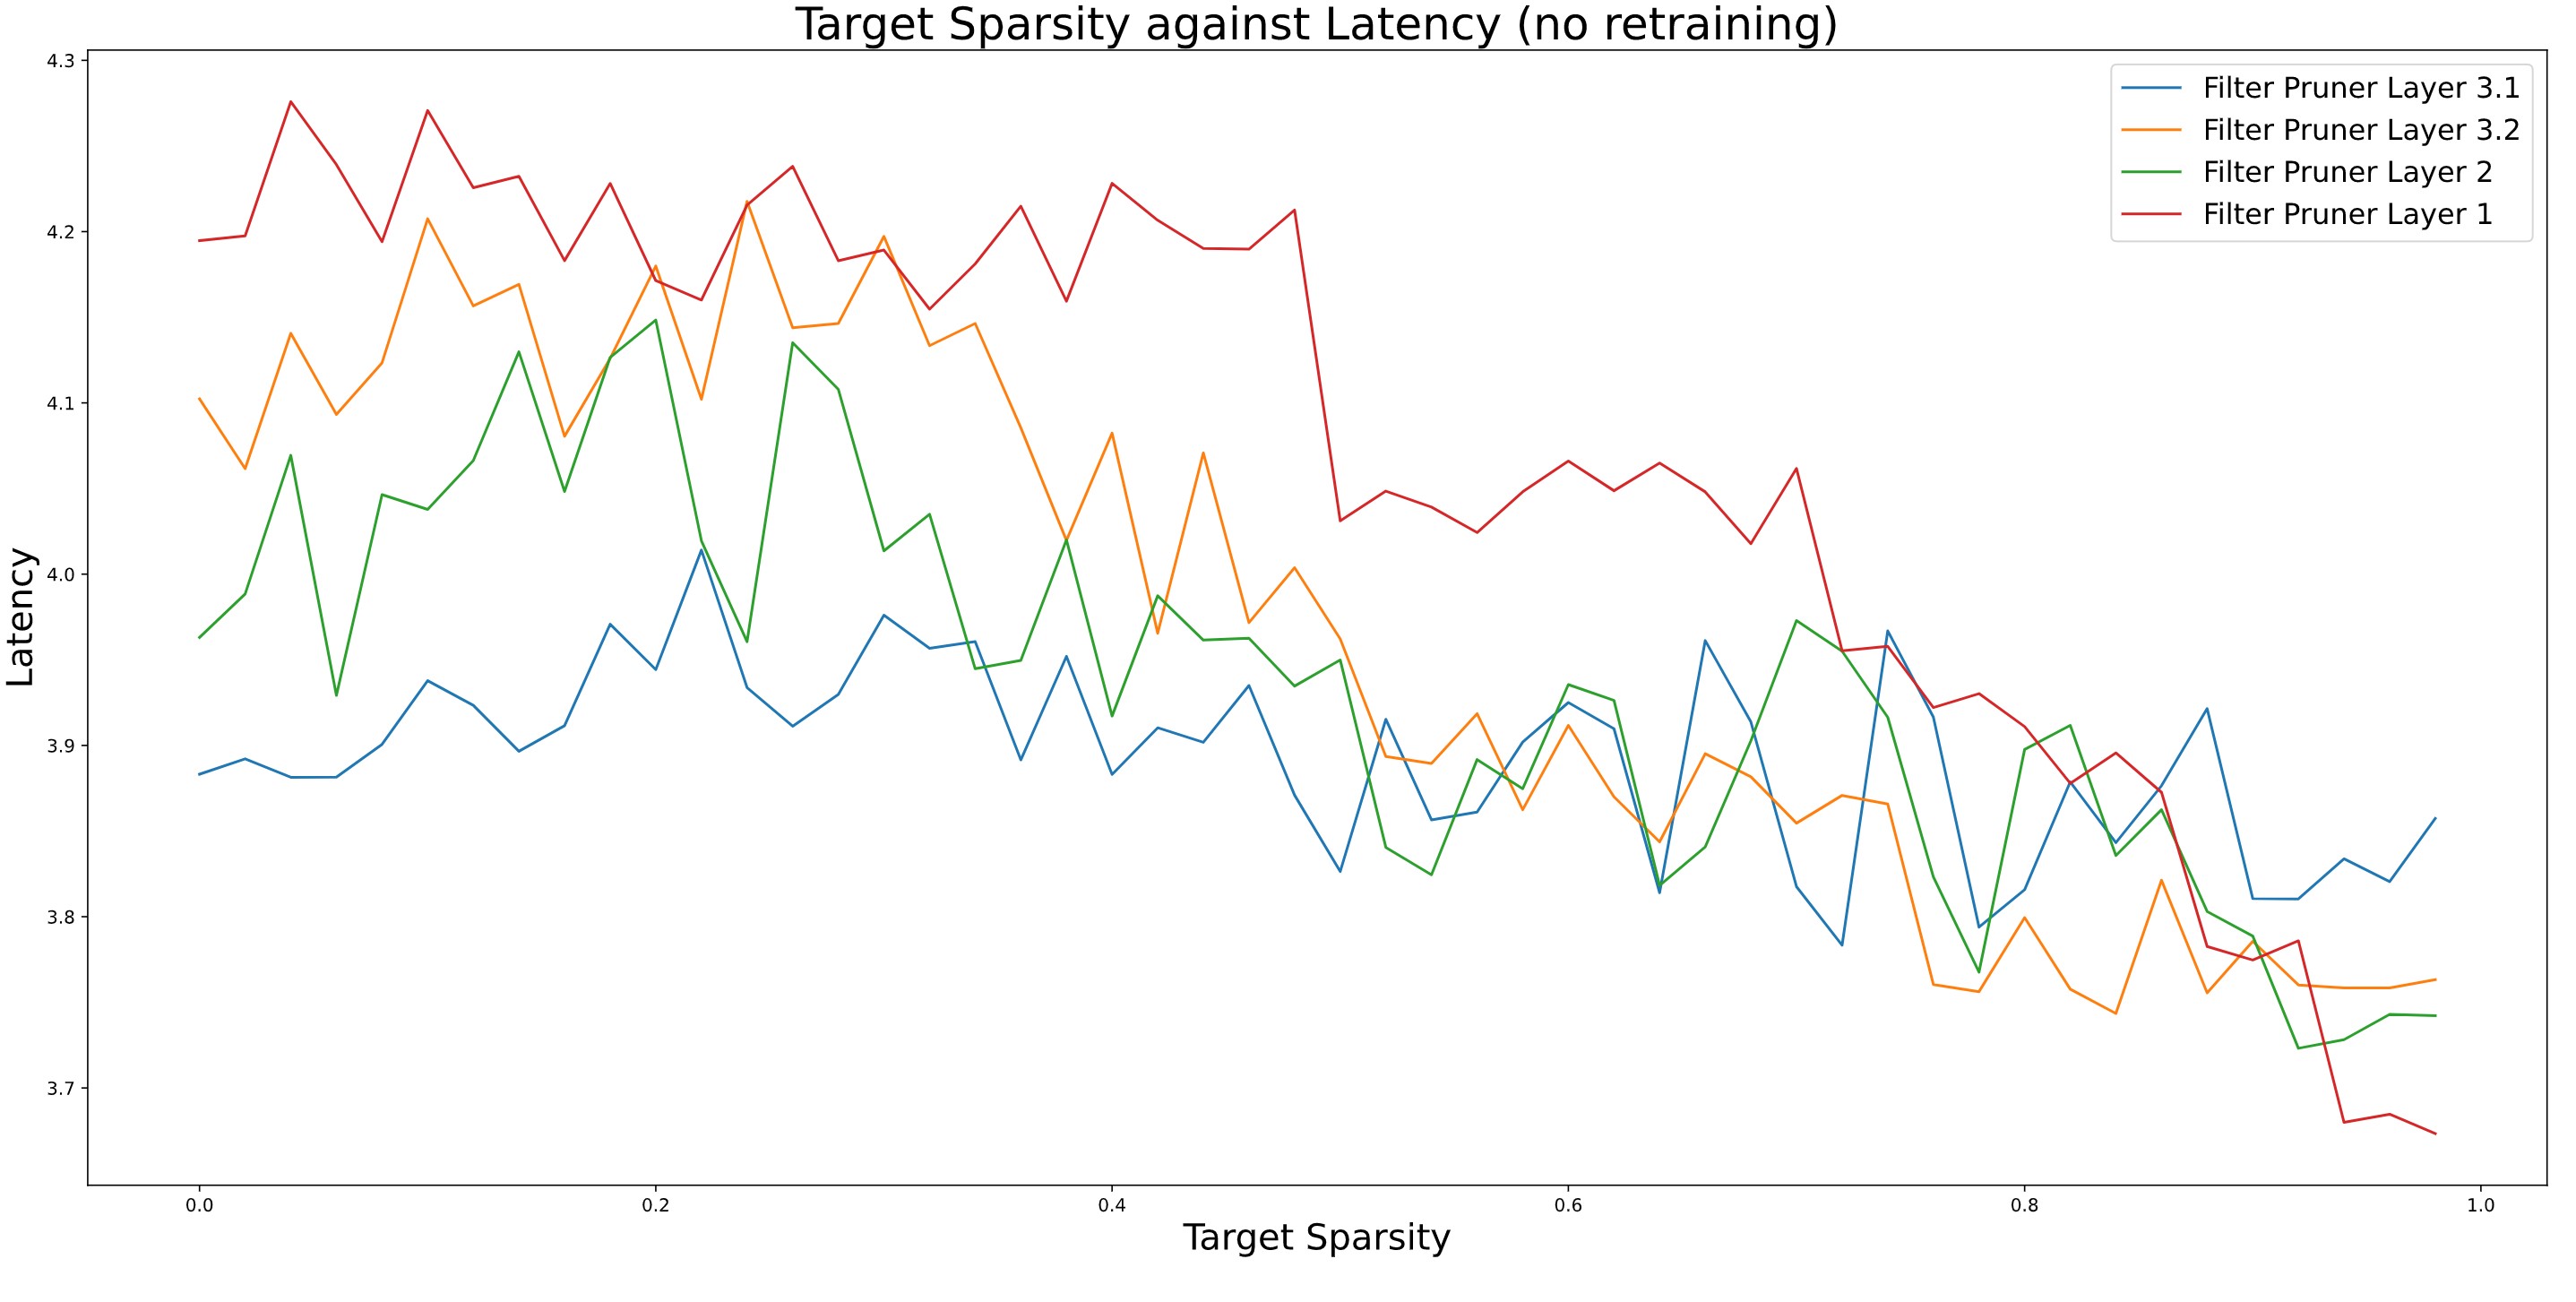 Target Sparsity against Latency (no retraining)
4.3
4.2
4.1
4.0
3.9
3.8
3.7
Latency
Filter Pruner Layer 3.1
Filter Pruner Layer 3.2
Filter Pruner Layer 2
Filter Pruner Layer 1
0.0 0.2 0.4 0.6 0.8 1.0
Target Sparsity